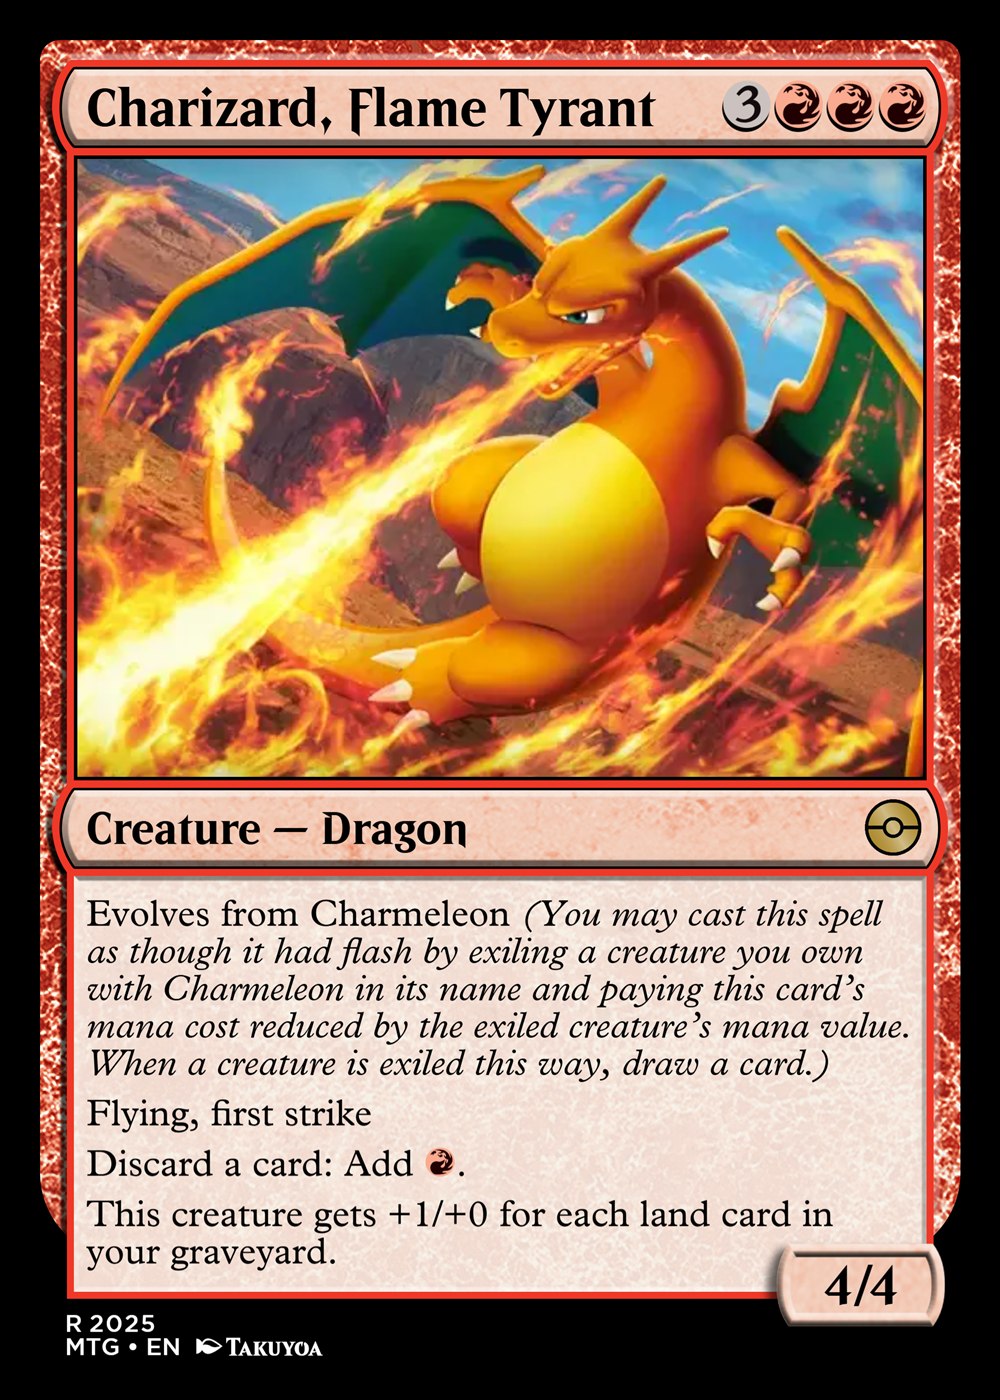 Charizard, Flame Tyrant 3
Creature — Dragon
Evolves from Charmeleon (You may cast this spell
as though it had flash by exiling a creature you own
with Charmeleon in its name and paying this card's
mana cost reduced by the exiled creature's mana value.
When a creature is exiled this way, draw a card.)
Flying, first strike
Discard a card: Add .
This creature gets +1/+0 for each land card in
your graveyard.
4/4
R 2025
MTG • EN TAKUYOA